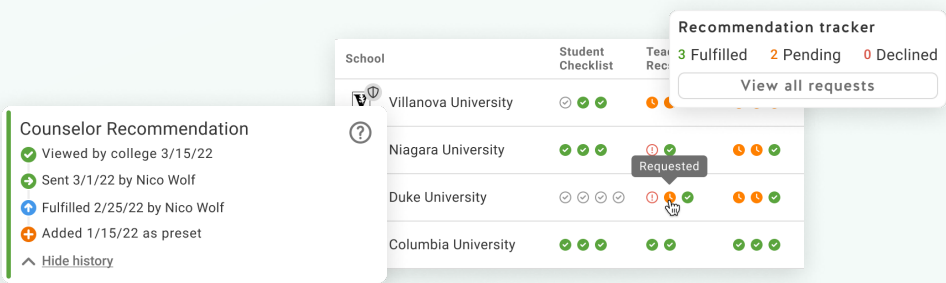 Recommendation tracker
3 Fulfilled 2 Pending 0 Declined
View all requests
School
Student
Checklist
Villanova University
Niagara University
Requested
Duke University
Columbia University
Counselor Recommendation
Viewed by college 3/15/22
Sent 3/1/22 by Nico Wolf
Fulfilled 2/25/22 by Nico Wolf
Added 1/15/22 as preset
Hide history